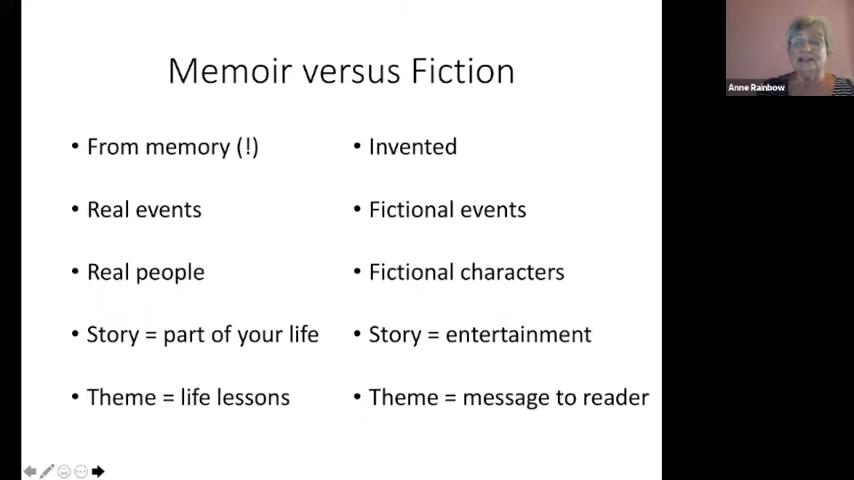 Memoir versus Fiction
• From memory (!)
• Real events
• Real people
• Story = part of your life
• Theme = life lessons
• Invented
• Fictional events
• Fictional characters
• Story = entertainment
• Theme = message to reader
Anne Rainbow